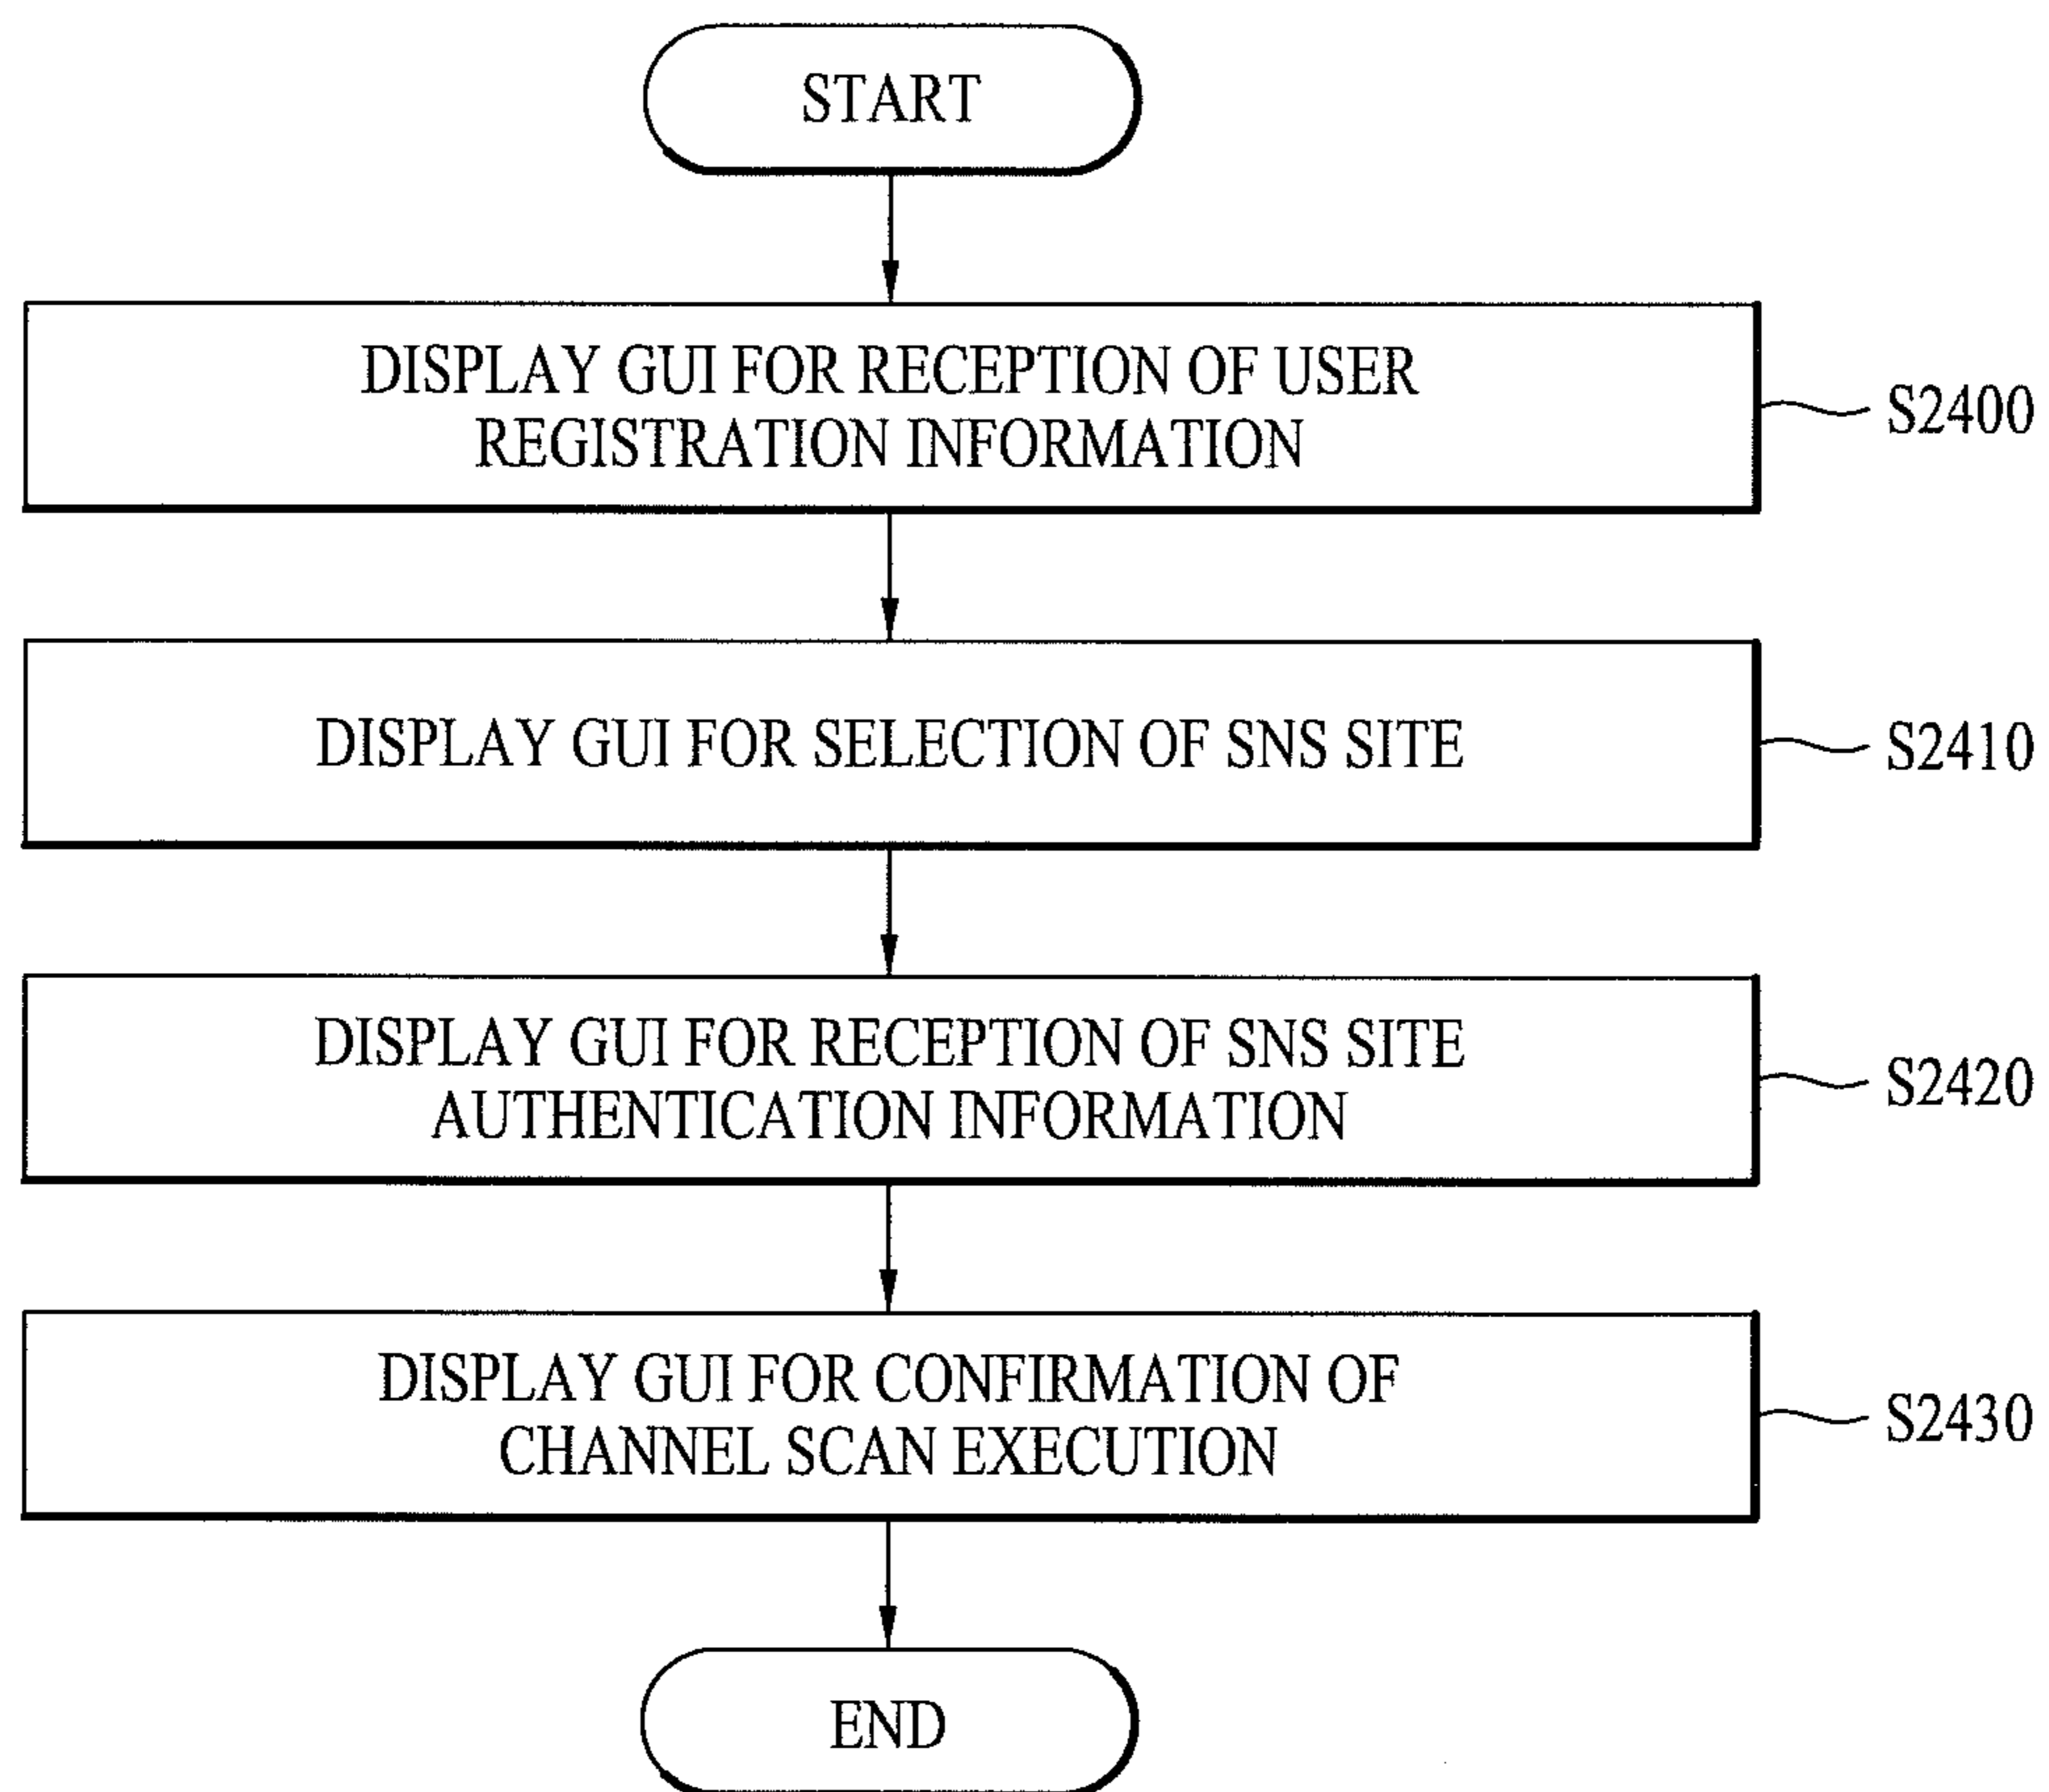 START
DISPLAY GUI FOR RECEPTION OF USER
REGISTRATION INFORMATION
S2400
DISPLAY GUI FOR SELECTION OF SNS SITE
S2410
DISPLAY GUI FOR RECEPTION OF SNS SITE
AUTHENTICATION INFORMATION
S2420
DISPLAY GUI FOR CONFIRMATION OF
CHANNEL SCAN EXECUTION
S2430
END